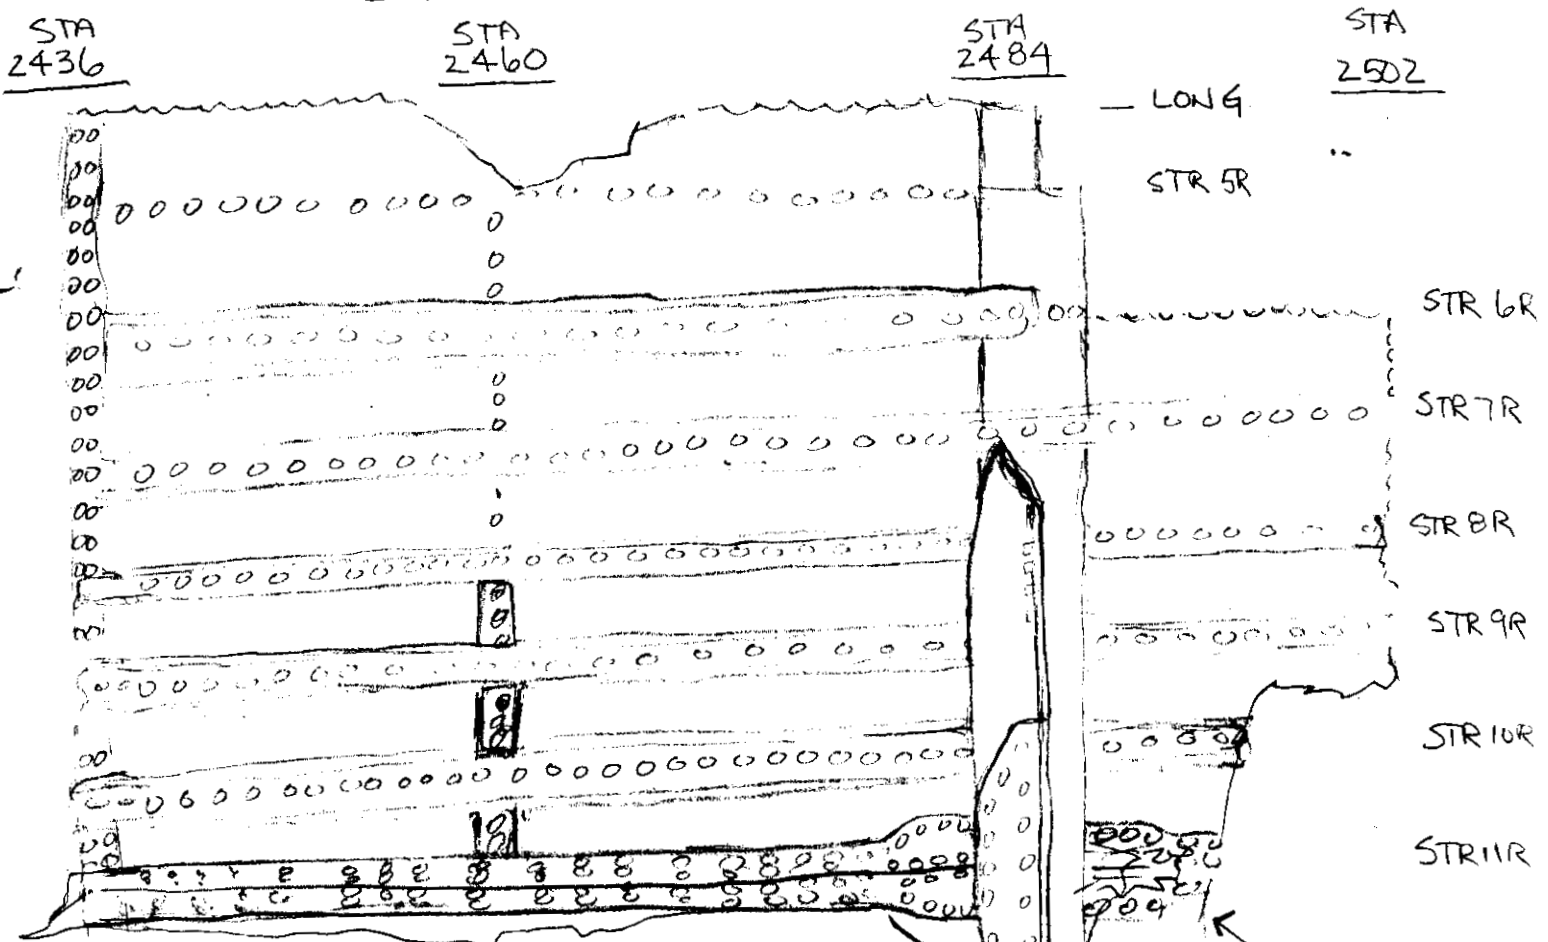 STA
2436
STA
2460
STA
2484
STA
2502
— LONG
STR 5R
STR 6R
STR 7R
STR 8R
STR 9R
STR 10R
STR 11R